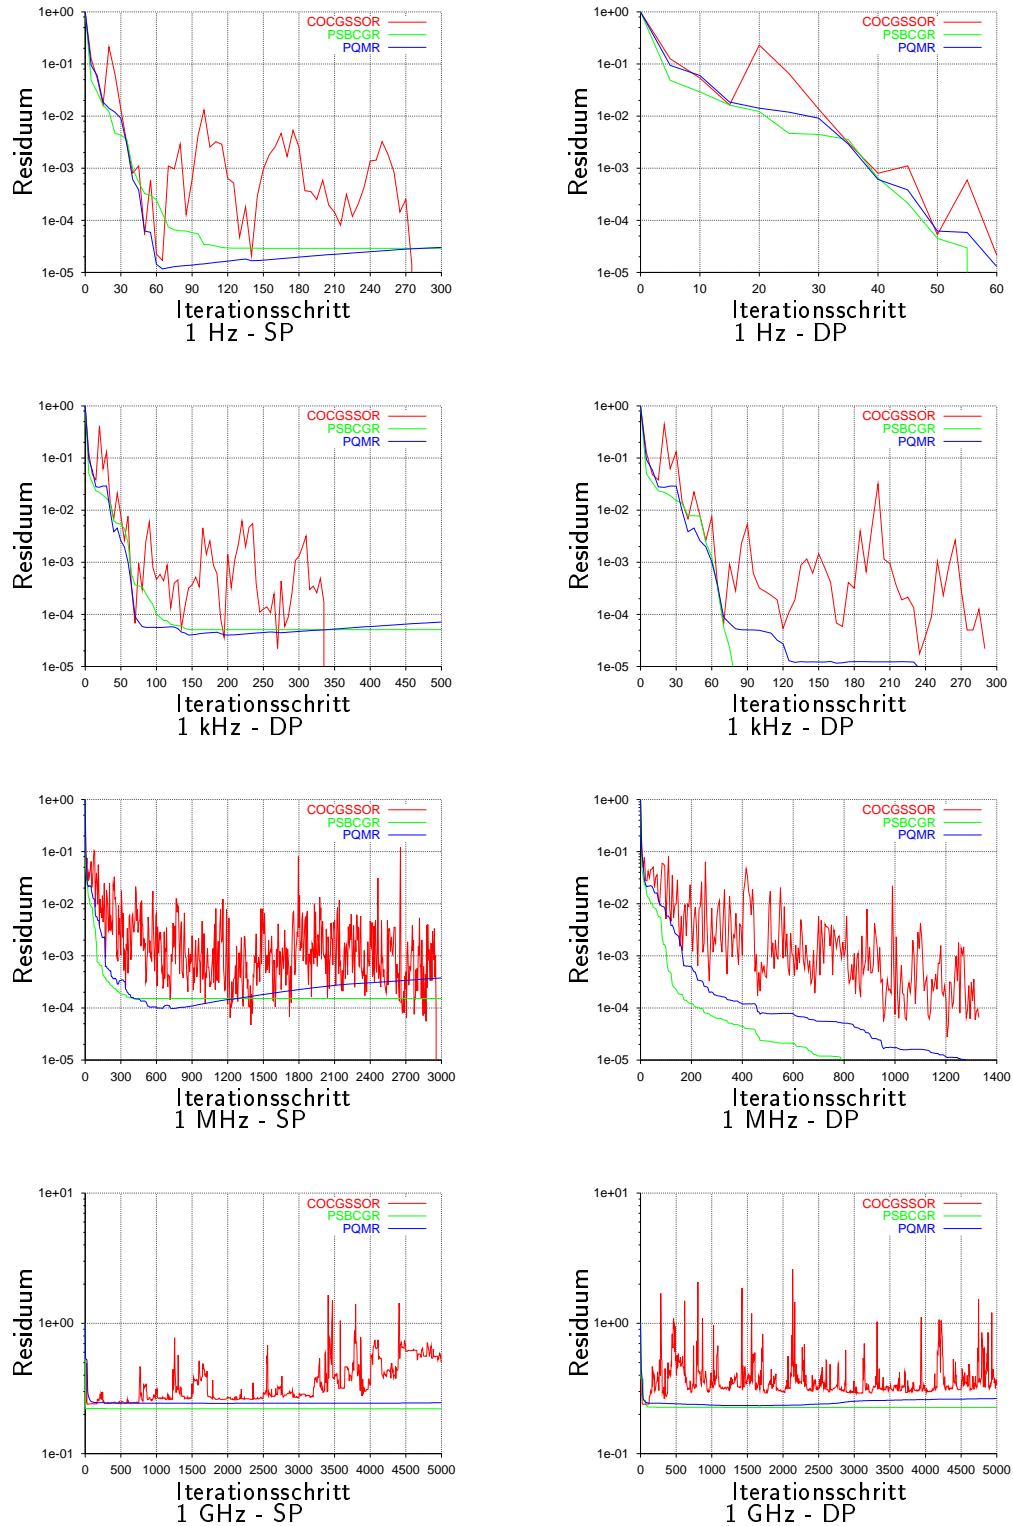 1e+00
1e-01
1e-02
1e-03
1e-04
1e-05
0 30 60 90 120 150 180 210 240 270 300
Residuum
Iterationsschritt
COCGSSOR
PSBCGR
PQMR
1 Hz - SP
1e+00
1e-01
1e-02
1e-03
1e-04
1e-05
0 10 20 30 40 50 60
Residuum
Iterationsschritt
COCGSSOR
PSBCGR
PQMR
1 Hz - DP
1e+00
1e-01
1e-02
1e-03
1e-04
1e-05
0 50 100 150 200 250 300 350 400 450 500
Residuum
Iterationsschritt
COCGSSOR
PSBCGR
PQMR
1 kHz - DP
1e+00
1e-01
1e-02
1e-03
1e-04
1e-05
0 30 60 90 120 150 180 210 240 270 300
Residuum
Iterationsschritt
COCGSSOR
PSBCGR
PQMR
1 kHz - DP
1e+00
1e-01
1e-02
1e-03
1e-04
1e-05
0 300 600 900 1200 1500 1800 2100 2400 2700 3000
Residuum
Iterationsschritt
COCGSSOR
PSBCGR
PQMR
1 MHz - SP
1e+00
1e-01
1e-02
1e-03
1e-04
1e-05
0 200 400 600 800 1000 1200 1400
Residuum
Iterationsschritt
COCGSSOR
PSBCGR
PQMR
1 MHz - DP
1e+01
1e+00
1e-01
0 500 1000 1500 2000 2500 3000 3500 4000 4500 5000
Residuum
Iterationsschritt
COCGSSOR
PSBCGR
PQMR
1 GHz - SP
1e+01
1e+00
1e-01
0 500 1000 1500 2000 2500 3000 3500 4000 4500 5000
Residuum
Iterationsschritt
COCGSSOR
PSBCGR
PQMR
1 GHz - DP